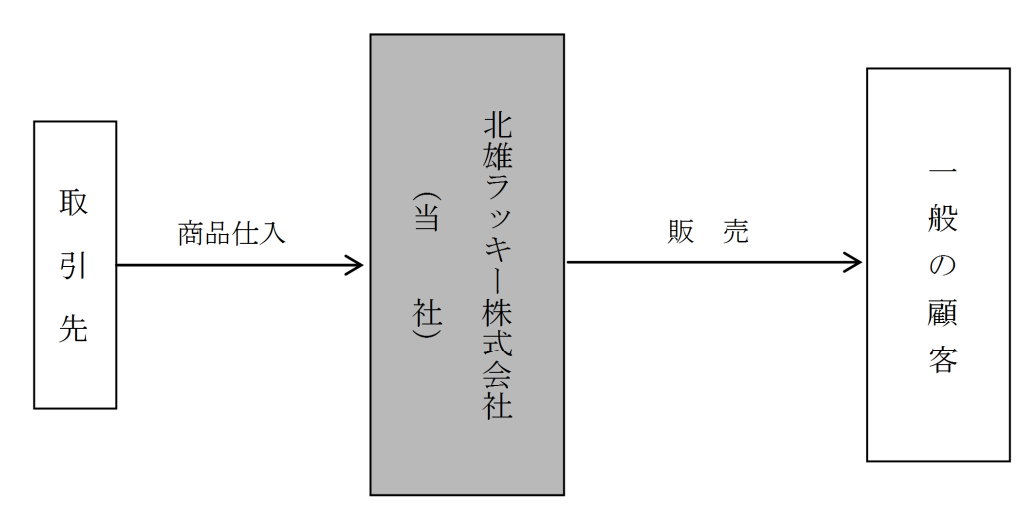 取引先
商品仕入
北雄ラッキー株式会社
（当　　社）
販　売
一般の顧客